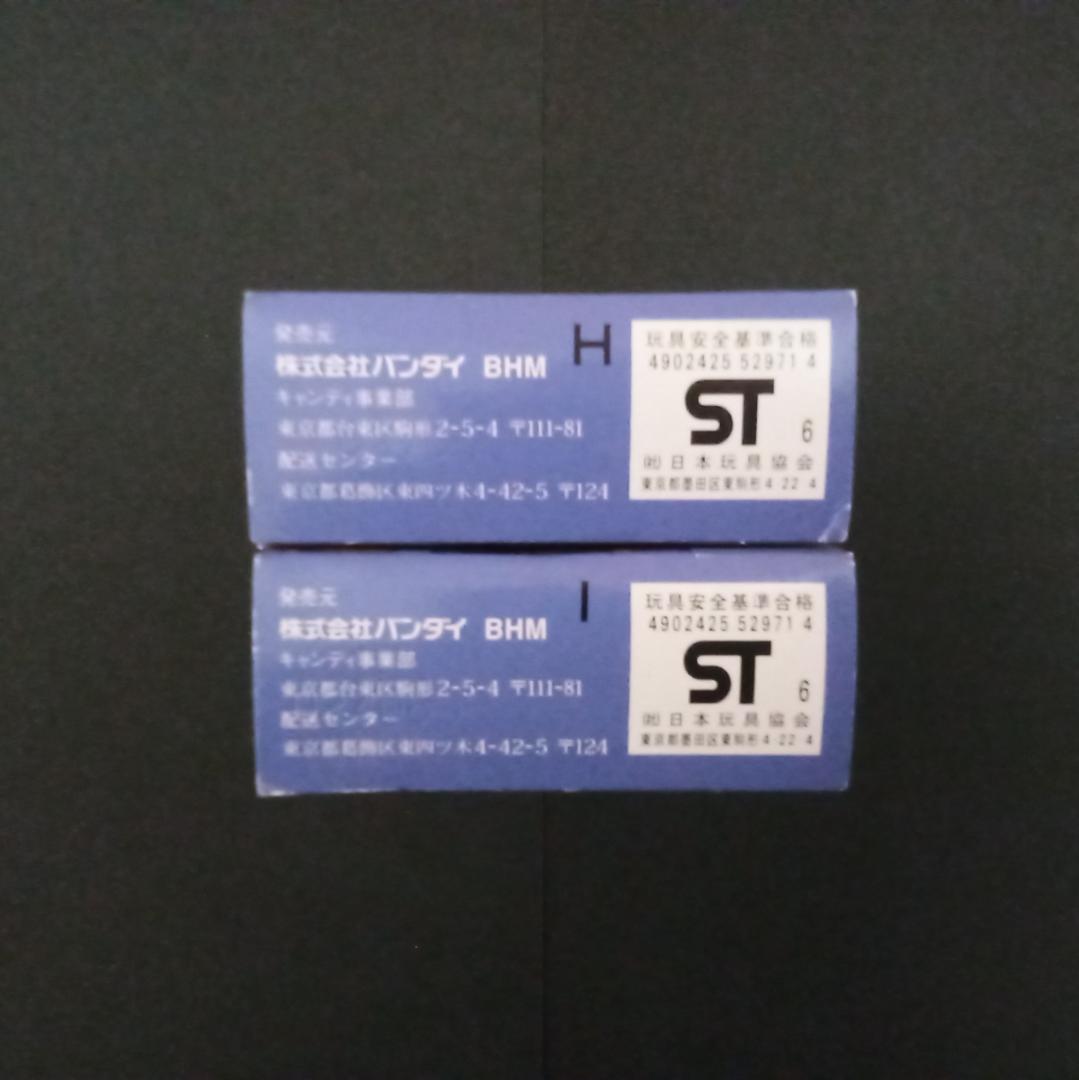 発売元
株式会社バンダイ BHM
キャンディ事業部
東京都台東区駒形2-5-4 〒111-81
配送センター
東京都葛飾区東四ツ木4-42-5 〒124
H
玩具安全基準合格
4902425 52971 4
ST
6
(社)日本玩具協会
東京都墨田区東駒形4-22-4
発売元
株式会社バンダイ BHM
キャンディ事業部
東京都台東区駒形2-5-4 〒111-81
配送センター
東京都葛飾区東四ツ木4-42-5 〒124
I
玩具安全基準合格
4902425 52971 4
ST
6
(社)日本玩具協会
東京都墨田区東駒形4-22-4